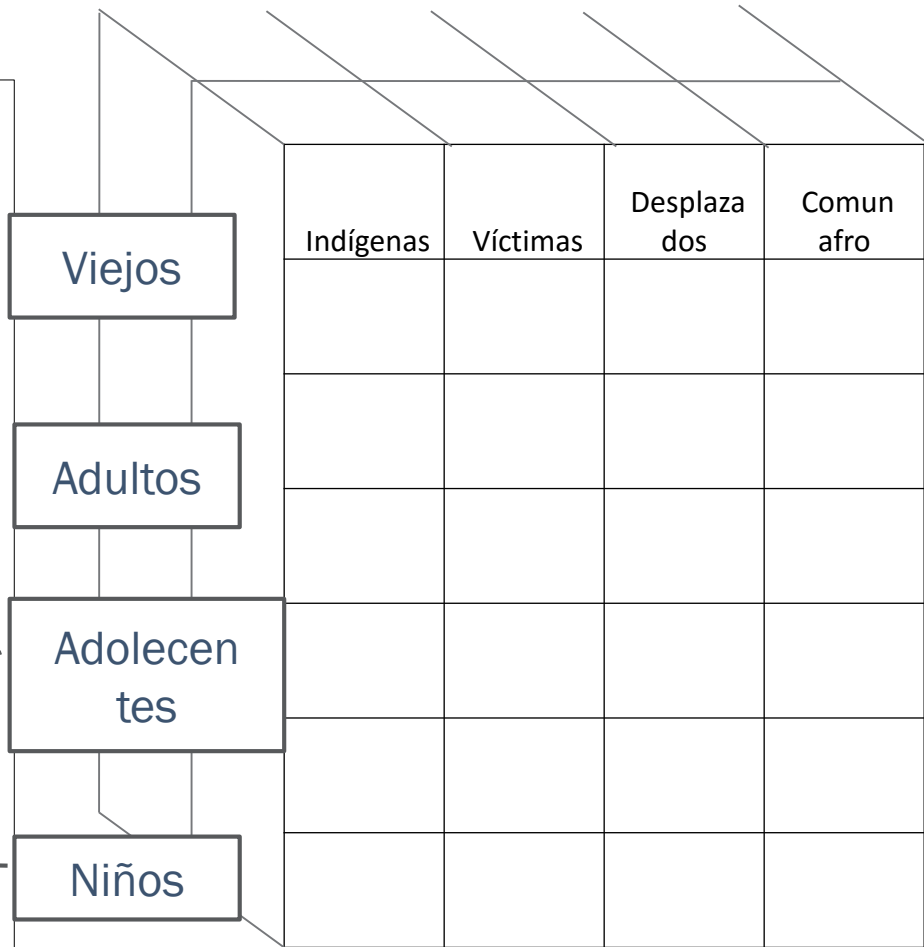 Indígenas
Víctimas
Desplaza
dos
Comun
afro
Viejos
Adultos
Adolecen
tes
Niños